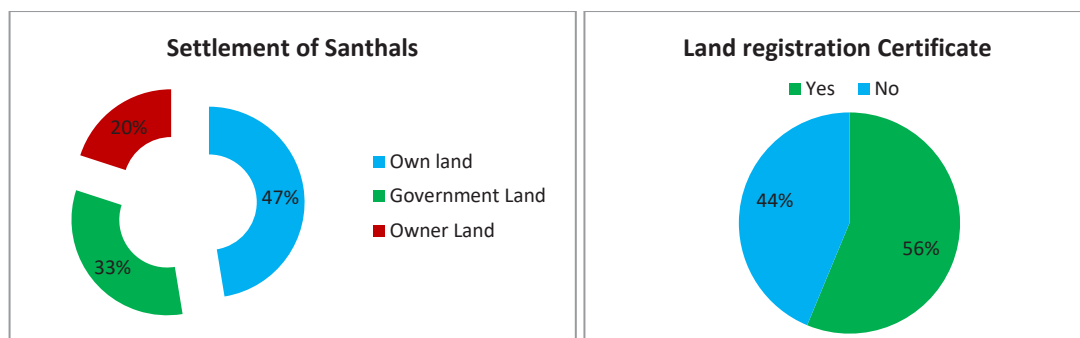 Settlement of Santhals
20%
47%
33%
Own land
Government Land
Owner Land
Land registration Certificate
Yes No
44%
56%